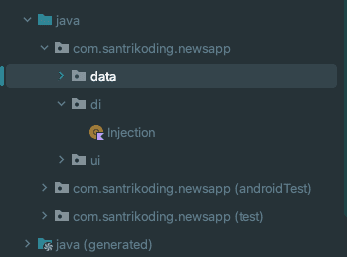 java
com.santrikoding.newsapp
data
di
Injection
ui
com.santrikoding.newsapp (androidTest)
com.santrikoding.newsapp (test)
java (generated)